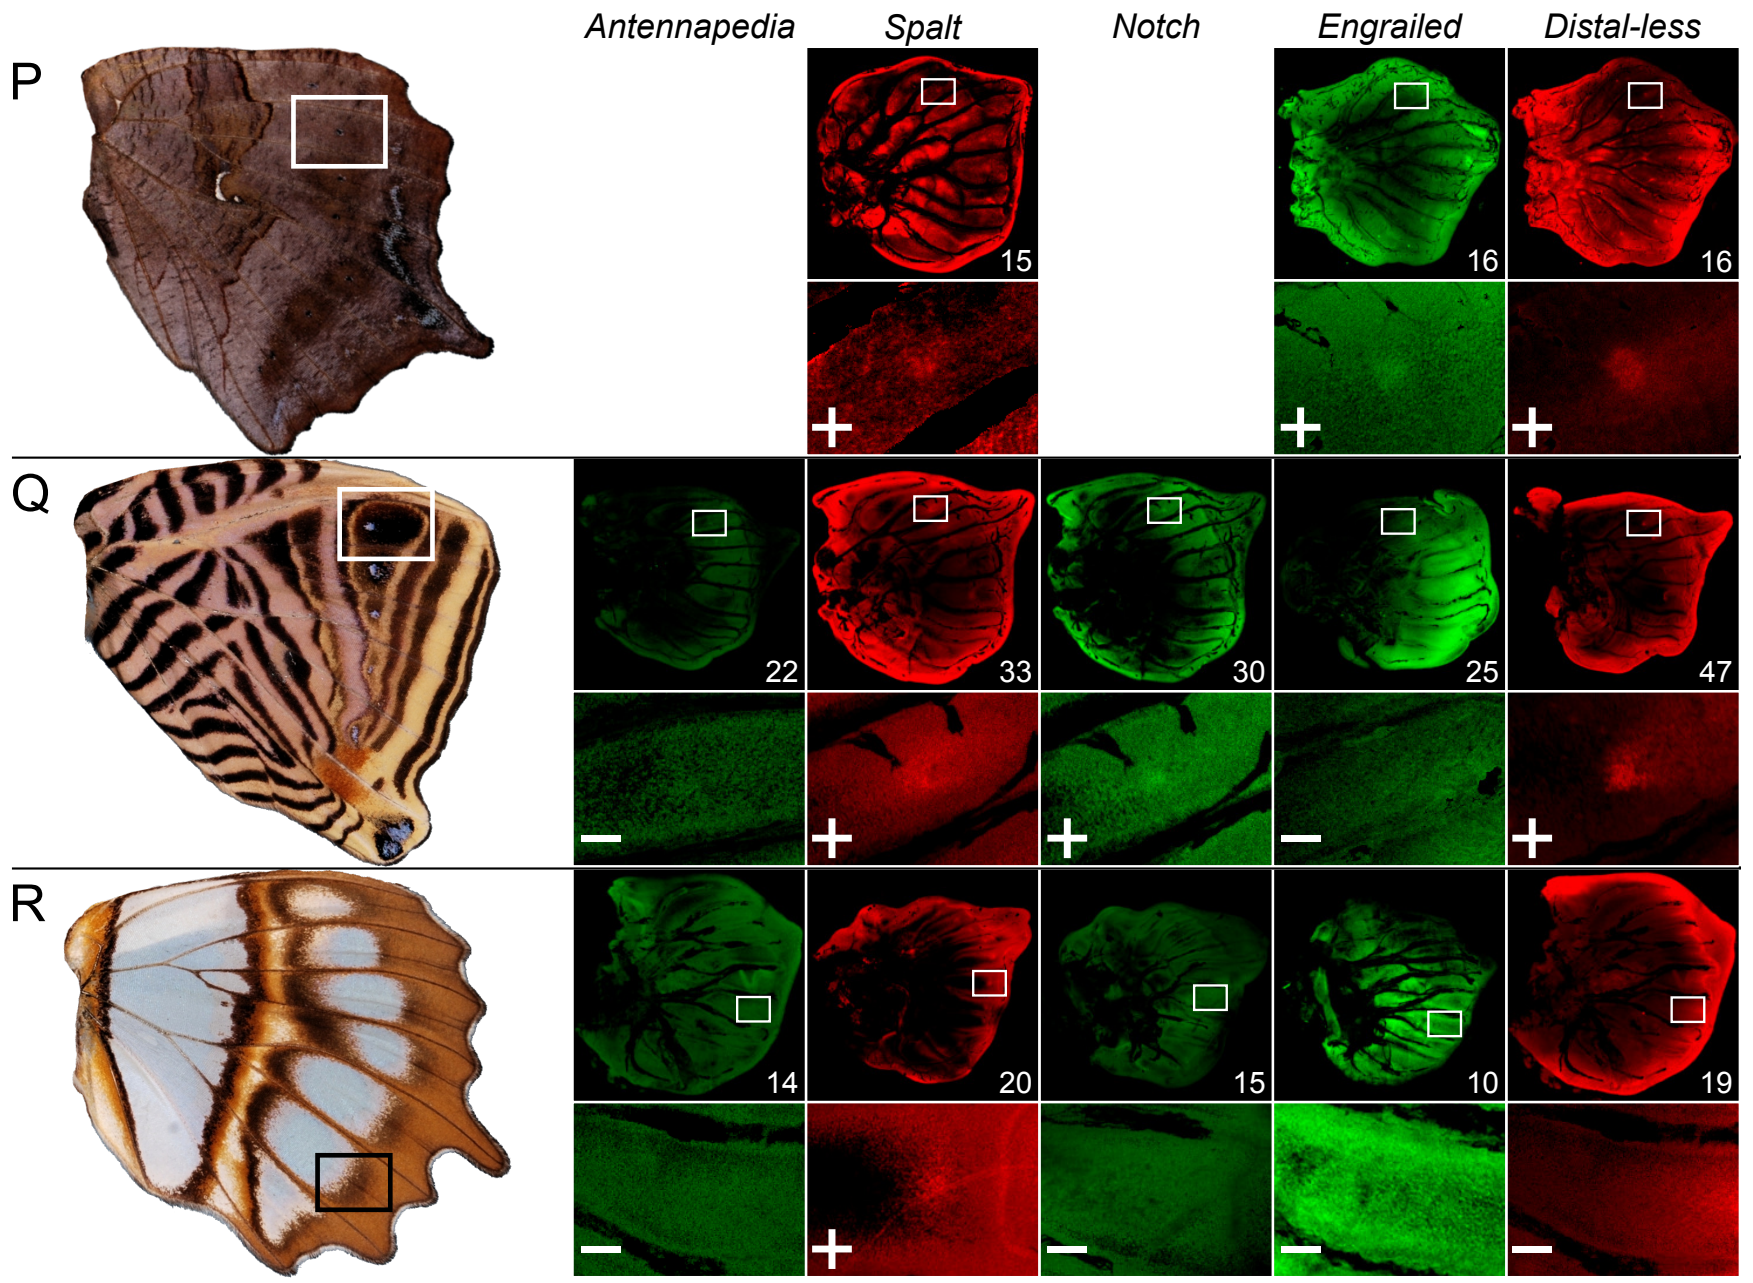 Antennapedia Spalt Notch Engrailed Distal-less
P
15 16 16
+ + +
Q
22 33 30 25 47
− + + − +
R
14 20 15 10 19
− + − − −